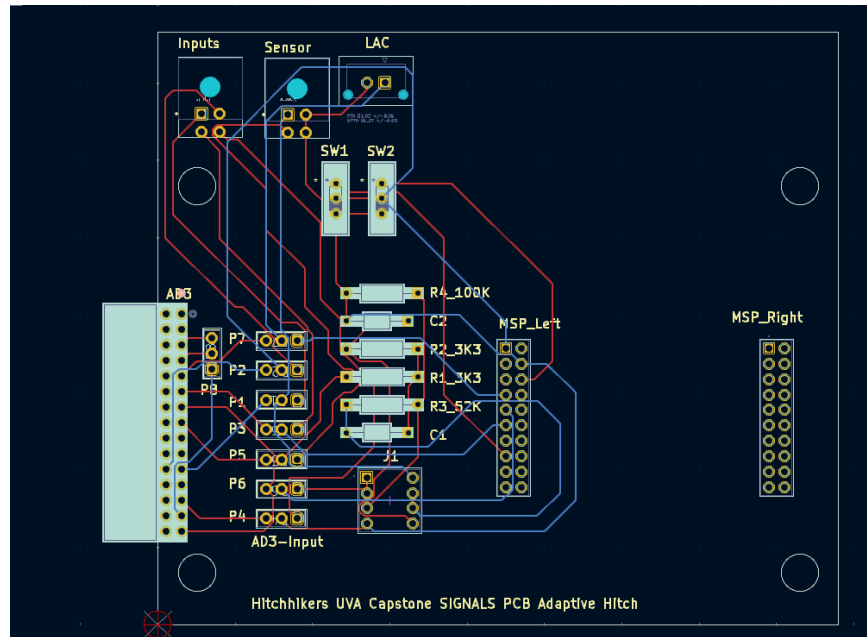 Inputs
Sensor
LAC
SW1
SW2
AD3
R4_100K
C2
MSP_Left
MSP_Right
P7
R2_3K3
P2
P8
R1_3K3
P1
R3_52K
P3
C1
P5
J1
P6
P4
AD3-Input
Hitchhikers UVA Capstone SIGNALS PCB Adaptive Hitch